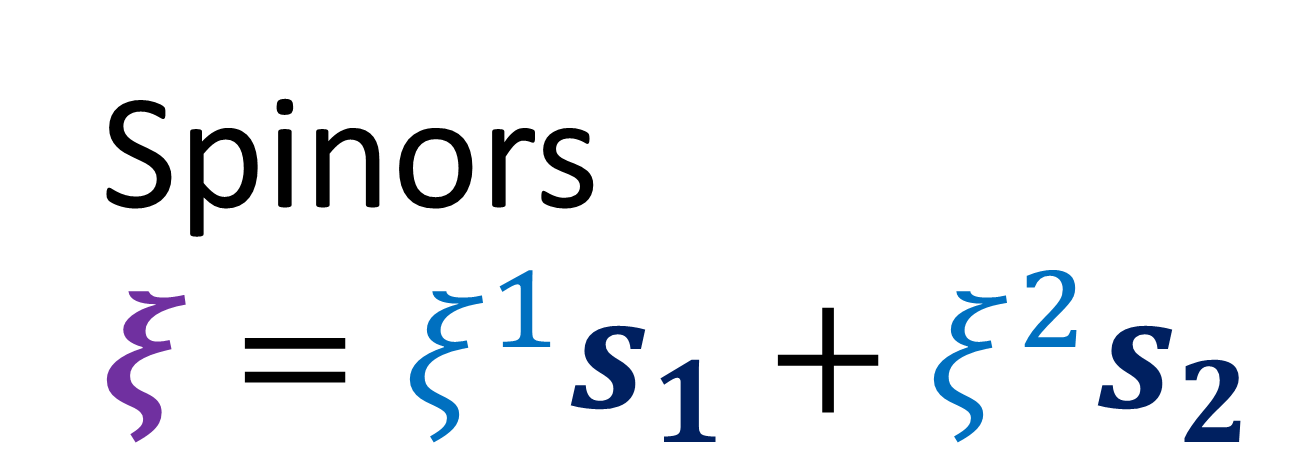 Spinors
ξ = ξ¹s₁ + ξ²s₂